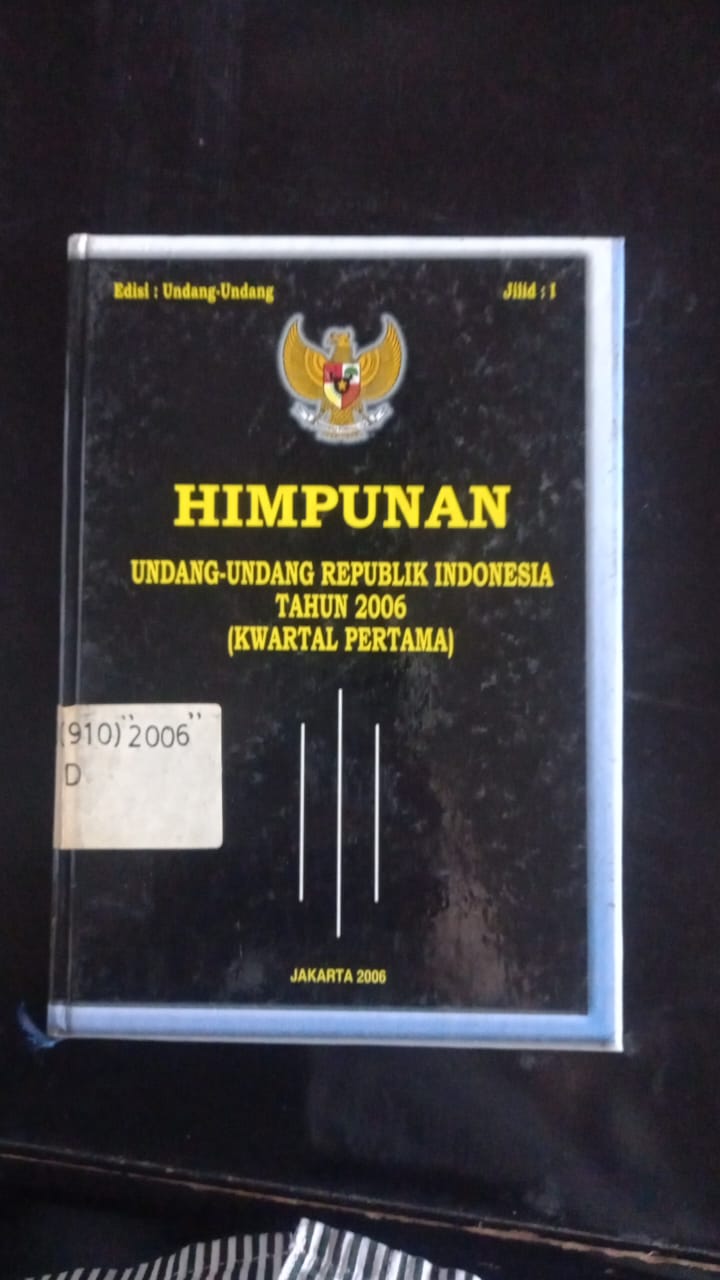 Edisi : Undang-Undang
Jilid : 1
HIMPUNAN
UNDANG-UNDANG REPUBLIK INDONESIA
TAHUN 2006
(KWARTAL PERTAMA)
(910)"2006"
D
JAKARTA 2006